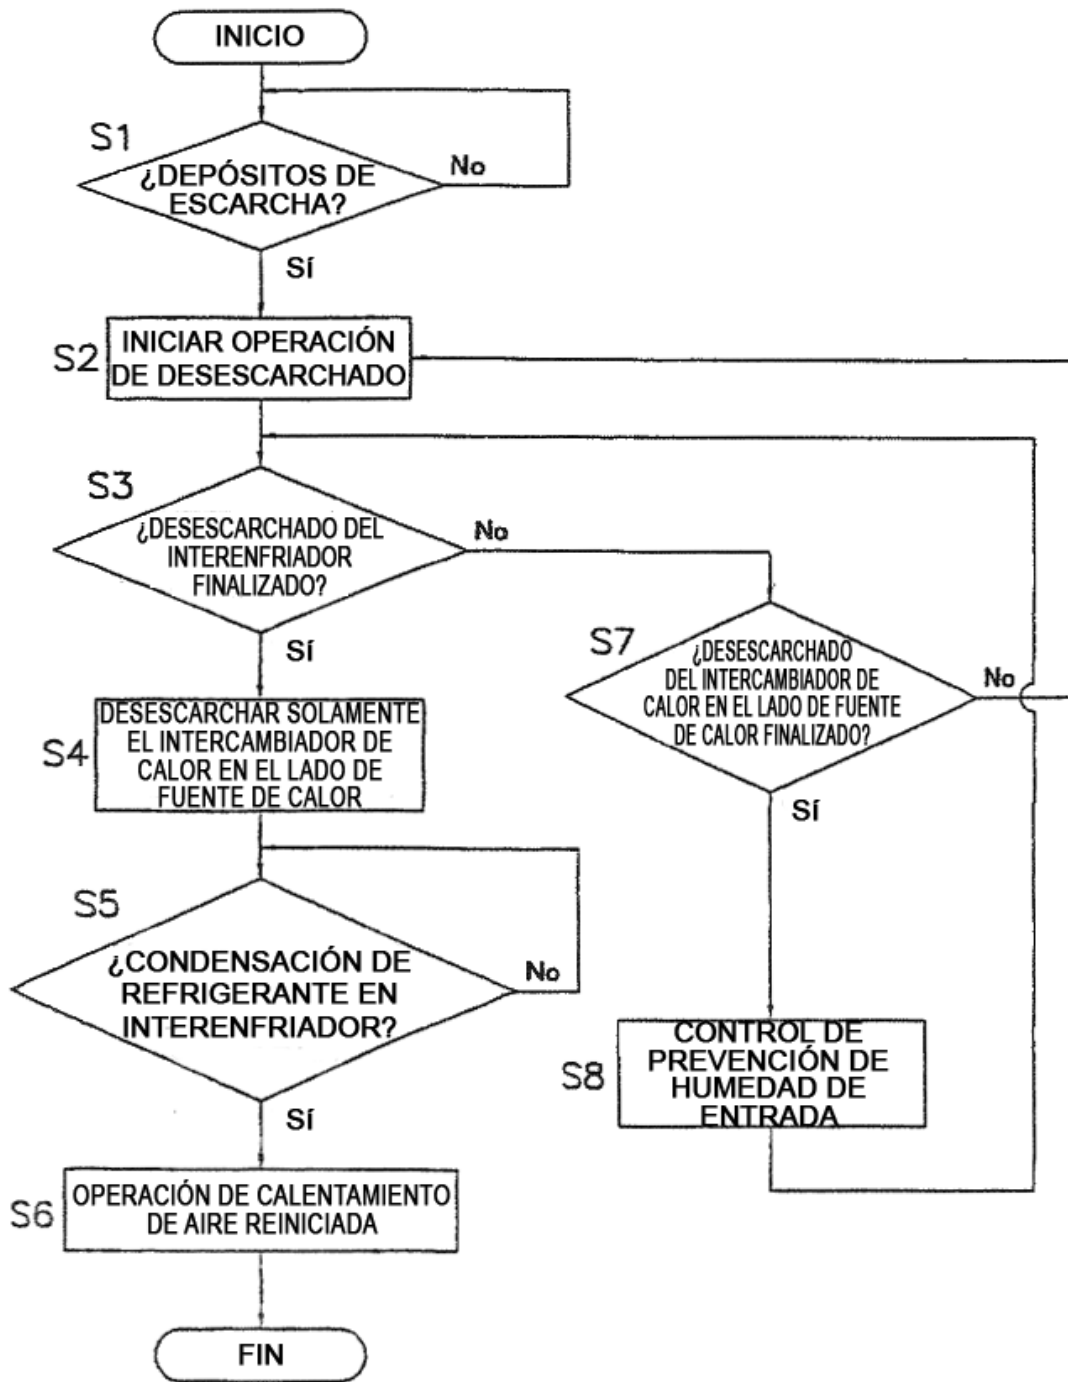 INICIO
S1
¿DEPÓSITOS DE
ESCARCHA?
No
Sí
S2
INICIAR OPERACIÓN
DE DESESCARCHADO
S3
¿DESESCARCHADO DEL
INTERENFRIADOR
FINALIZADO?
No
Sí
S7
¿DESESCARCHADO
DEL INTERCAMBIADOR DE
CALOR EN EL LADO DE FUENTE
DE CALOR FINALIZADO?
No
Sí
S4
DESESCARCHAR SOLAMENTE
EL INTERCAMBIADOR DE
CALOR EN EL LADO DE
FUENTE DE CALOR
S5
¿CONDENSACIÓN DE
REFRIGERANTE EN
INTERENFRIADOR?
No
Sí
S8
CONTROL DE
PREVENCIÓN DE
HUMEDAD DE
ENTRADA
S6
OPERACIÓN DE CALENTAMIENTO
DE AIRE REINICIADA
FIN